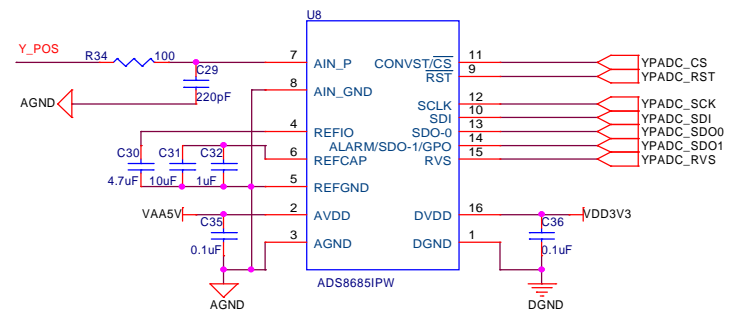 U8
Y_POS
R34 100
C29
220pF
AGND
7 AIN_P
8 AIN_GND
4 REFIO
6 REFCAP
5 REFGND
2 AVDD
3 AGND
CONVST/CS 11 YPADC_CS
RST 9 YPADC_RST
SCLK 12 YPADC_SCK
SDI 10 YPADC_SDI
SDO-0 13 YPADC_SDO0
ALARM/SDO-1/GPO 14 YPADC_SDO1
RVS 15 YPADC_RVS
DVDD 16 VDD3V3
DGND 1
C30 C31 C32
4.7uF 10uF 1uF
VAA5V
C35
0.1uF
C36
0.1uF
ADS8685IPW
AGND
DGND